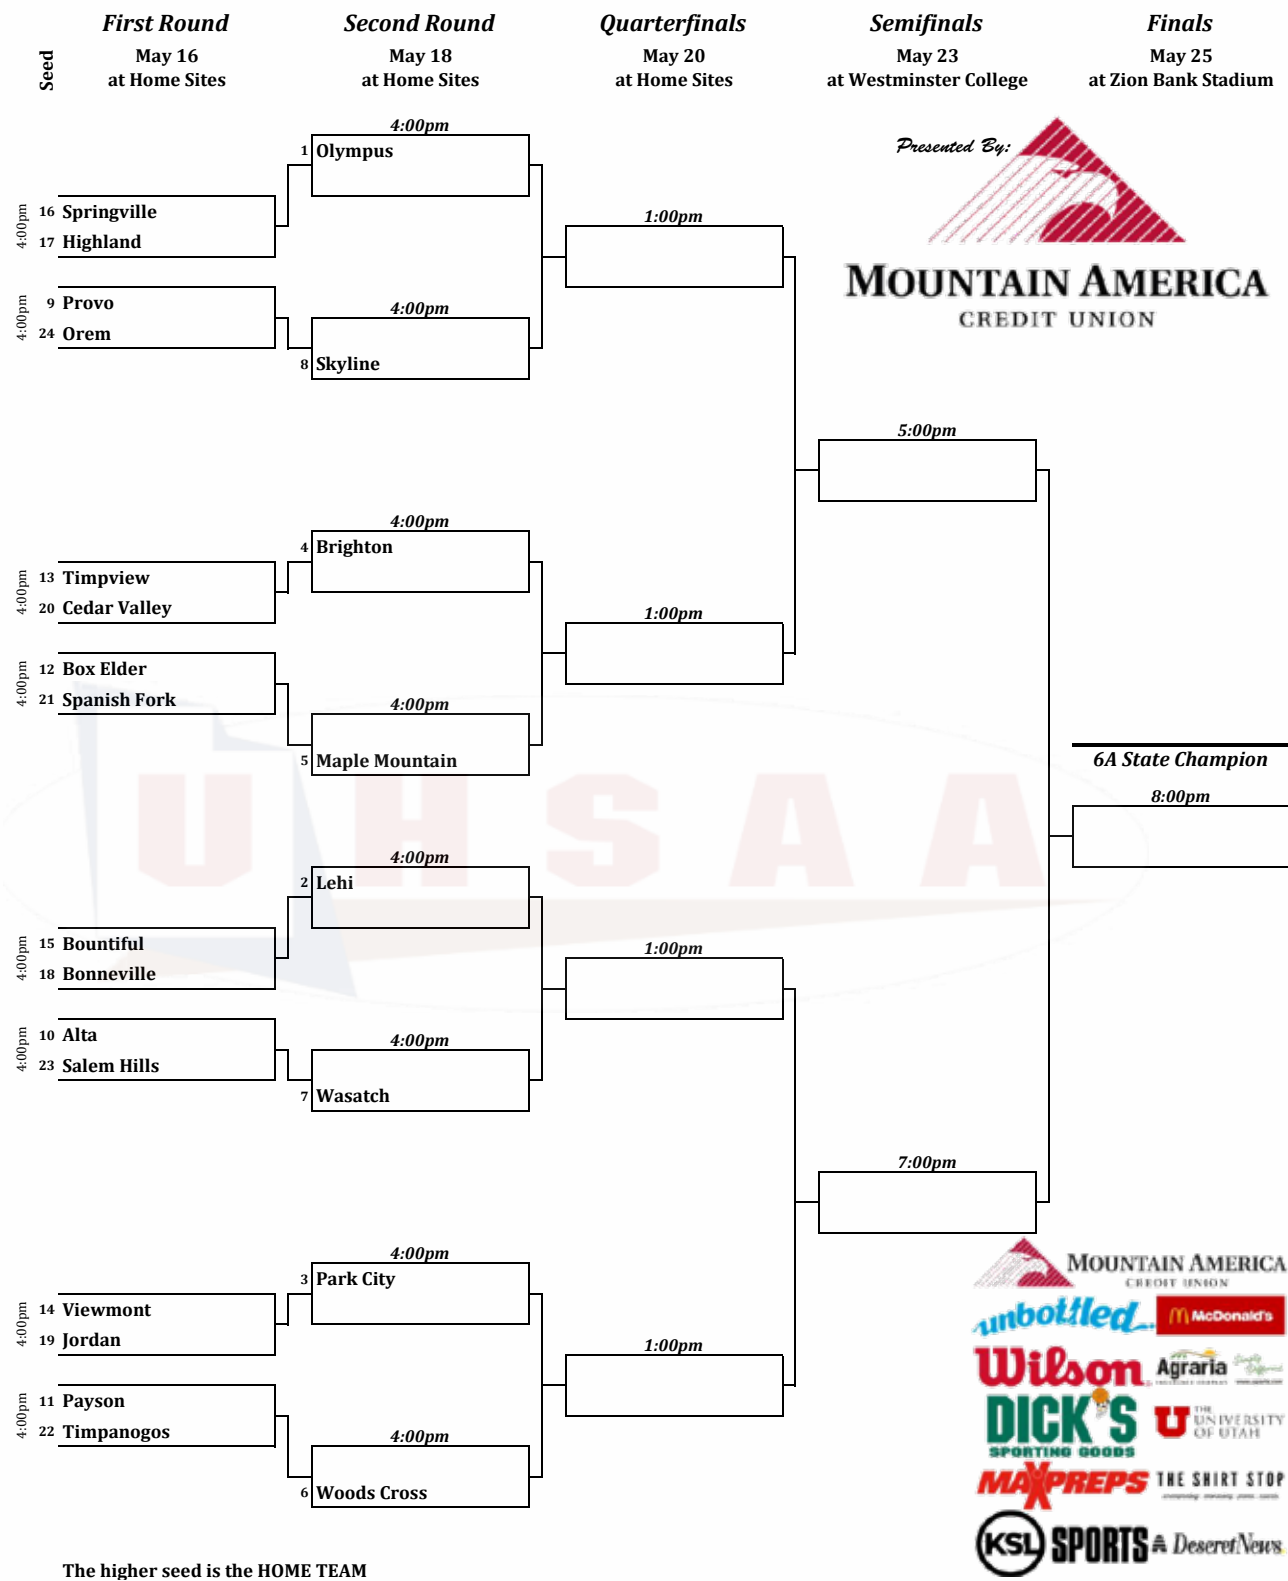 First Round Second Round Quarterfinals Semifinals Finals
Seed
May 16 May 18 May 20 May 23 May 25
at Home Sites at Home Sites at Home Sites at Westminster College at Zion Bank Stadium
4:00pm
1 Olympus
Presented By:
MOUNTAIN AMERICA
CREDIT UNION
4:00pm
16 Springville
17 Highland
1:00pm
4:00pm
9 Provo
24 Orem
4:00pm
8 Skyline
5:00pm
4:00pm
4 Brighton
4:00pm
13 Timpview
20 Cedar Valley
1:00pm
4:00pm
12 Box Elder
21 Spanish Fork
4:00pm
5 Maple Mountain
6A State Champion
8:00pm
UHSAA
4:00pm
2 Lehi
4:00pm
15 Bountiful
18 Bonneville
1:00pm
4:00pm
10 Alta
23 Salem Hills
4:00pm
7 Wasatch
7:00pm
4:00pm
3 Park City
4:00pm
14 Viewmont
19 Jordan
1:00pm
4:00pm
11 Payson
22 Timpanogos
4:00pm
6 Woods Cross
MOUNTAIN AMERICA
CREDIT UNION
unbottled
McDonald's
Wilson
Agraria
DICK'S
SPORTING GOODS
THE
UNIVERSITY
OF UTAH
MAXPREPS
THE SHIRT STOP
KSL SPORTS
Deseret News
The higher seed is the HOME TEAM